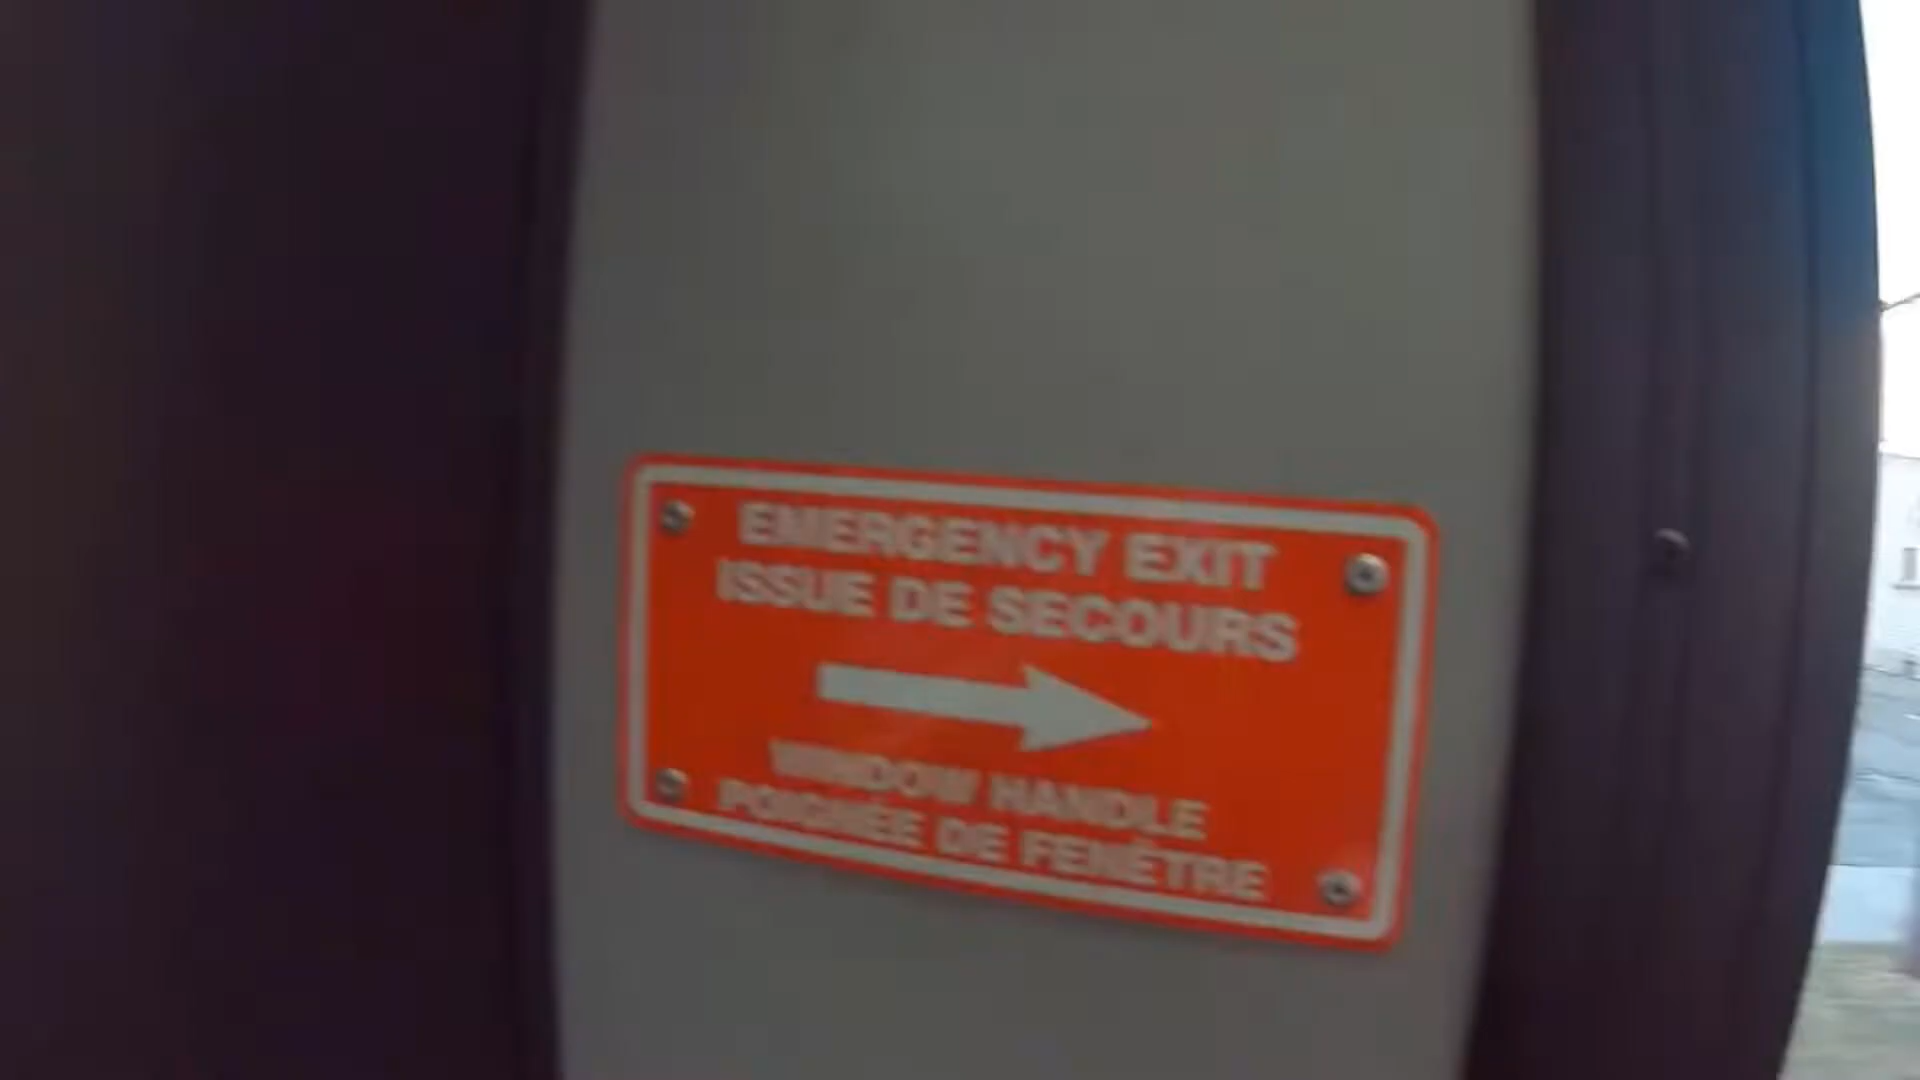 EMERGENCY EXIT
ISSUE DE SECOURS
WINDOW HANDLE
POIGNÉE DE FENÊTRE